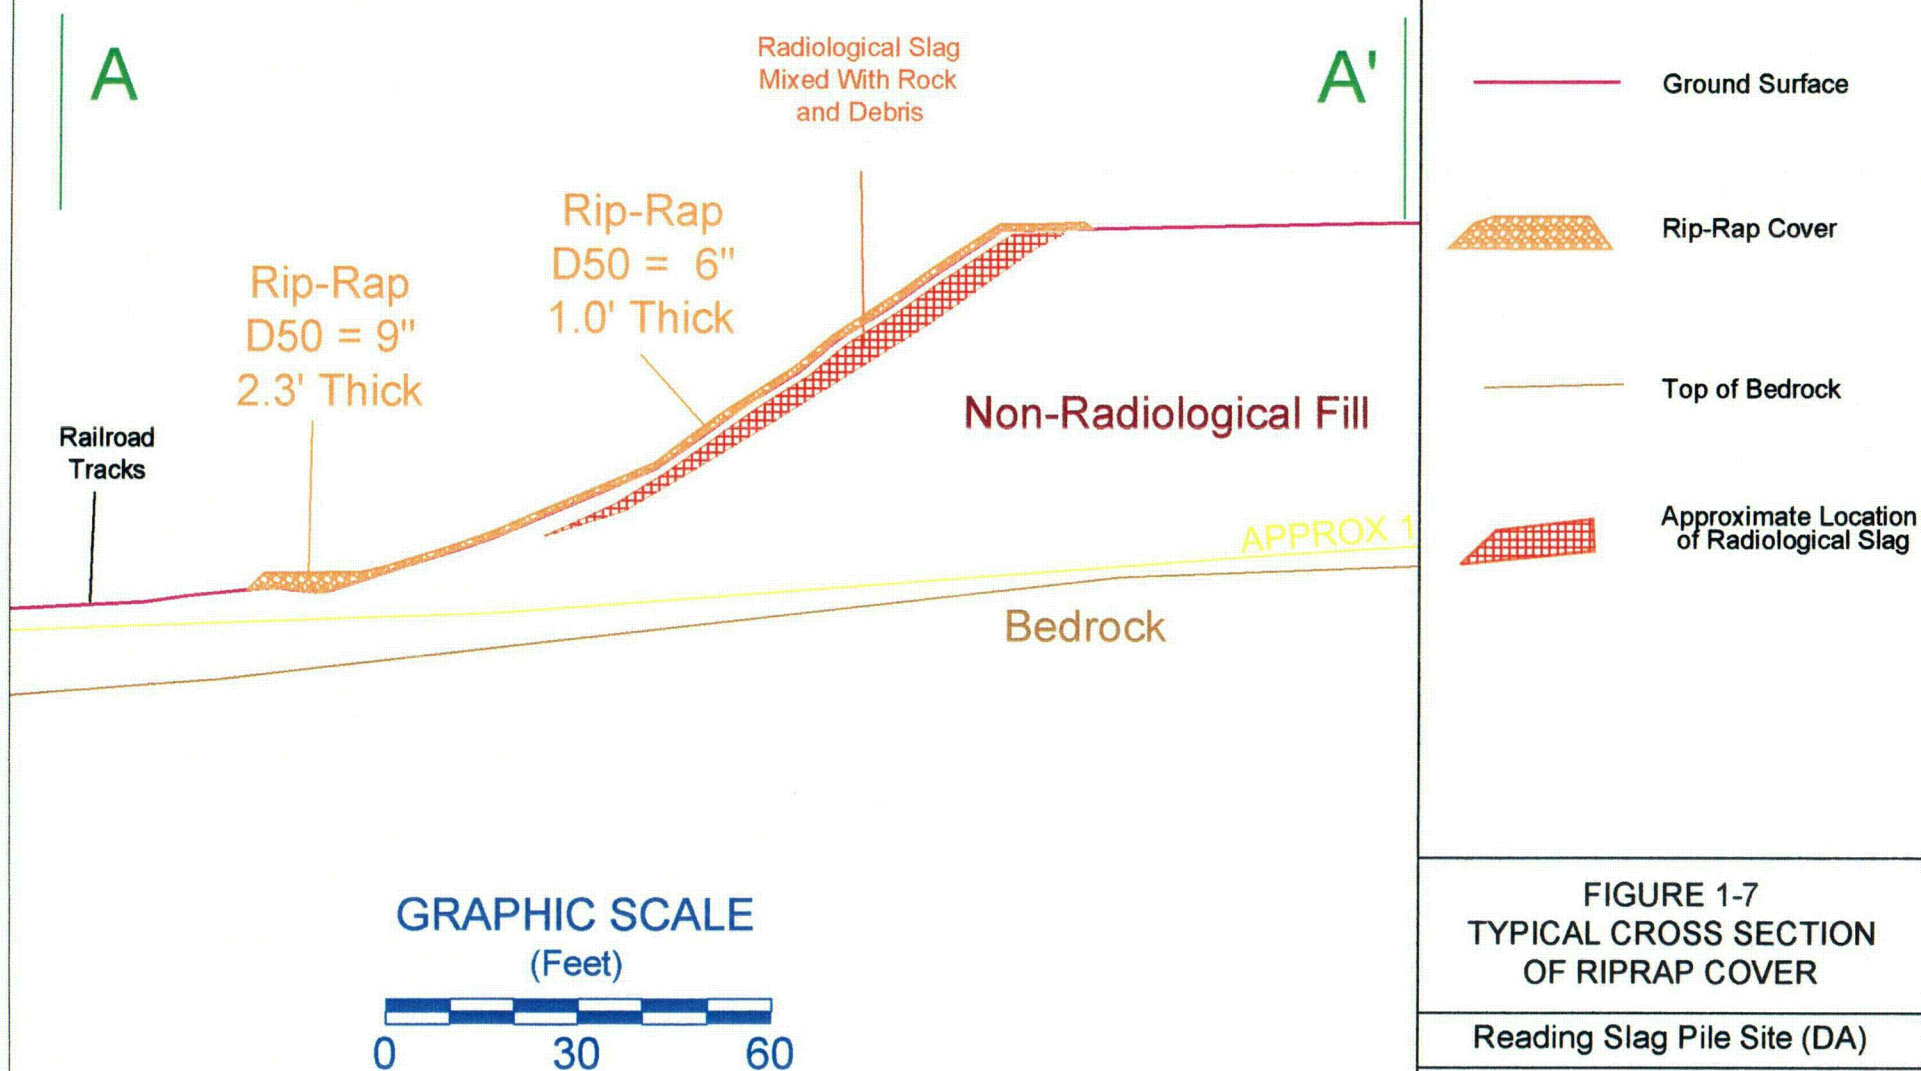 A
Radiological Slag
Mixed With Rock
and Debris
A'
Rip-Rap
D50 = 6"
1.0' Thick
Rip-Rap
D50 = 9"
2.3' Thick
Railroad
Tracks
Non-Radiological Fill
APPROX 1
Bedrock
GRAPHIC SCALE
(Feet)
0 30 60
Ground Surface
Rip-Rap Cover
Top of Bedrock
Approximate Location
of Radiological Slag
FIGURE 1-7
TYPICAL CROSS SECTION
OF RIPRAP COVER
Reading Slag Pile Site (DA)